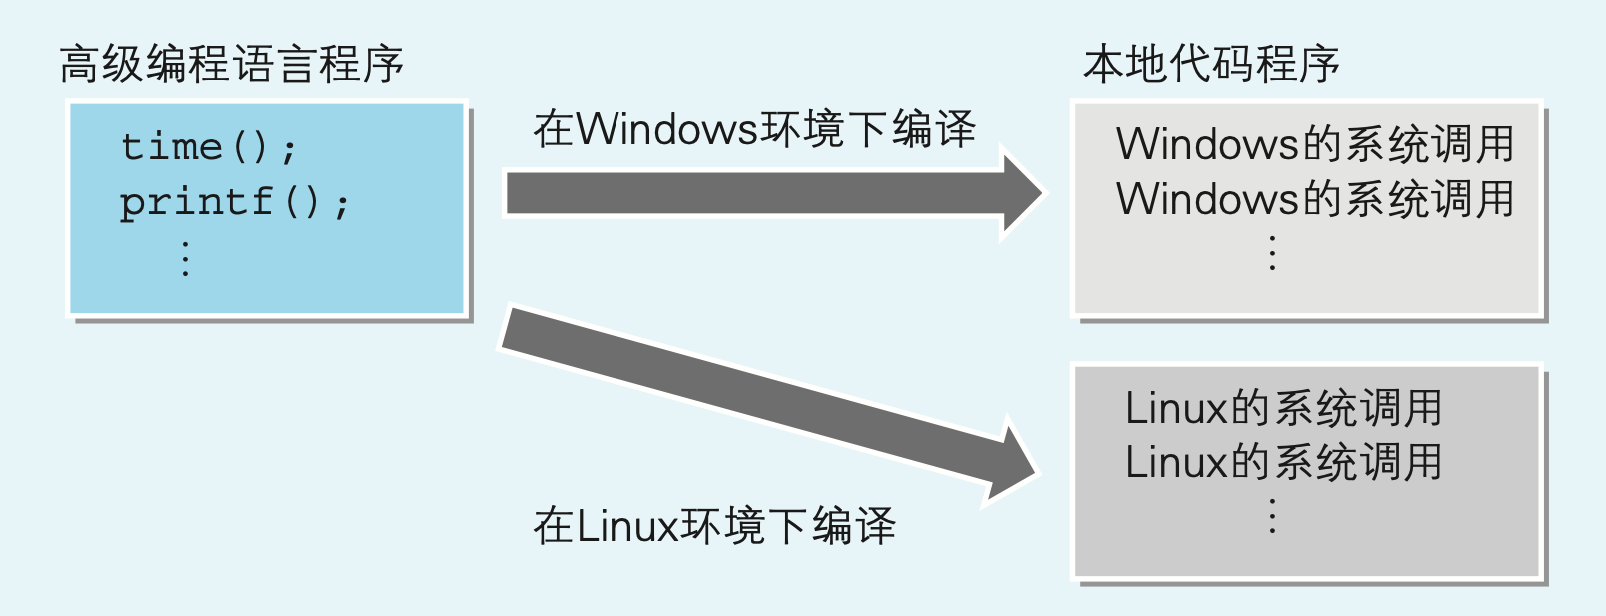 高级编程语言程序
time();
printf();
⋮
在Windows环境下编译
本地代码程序
Windows的系统调用
Windows的系统调用
⋮
在Linux环境下编译
Linux的系统调用
Linux的系统调用
⋮